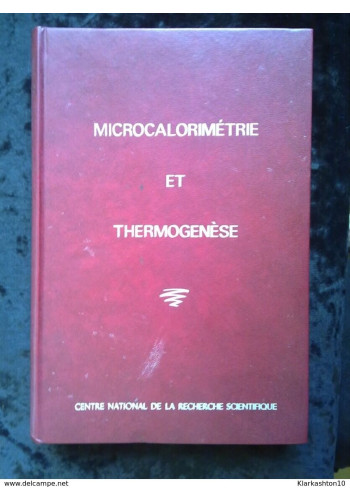 MICROCALORIMÉTRIE
ET
THERMOGENÈSE
CENTRE NATIONAL DE LA RECHERCHE SCIENTIFIQUE
www.delcampe.net
Klarkashton10